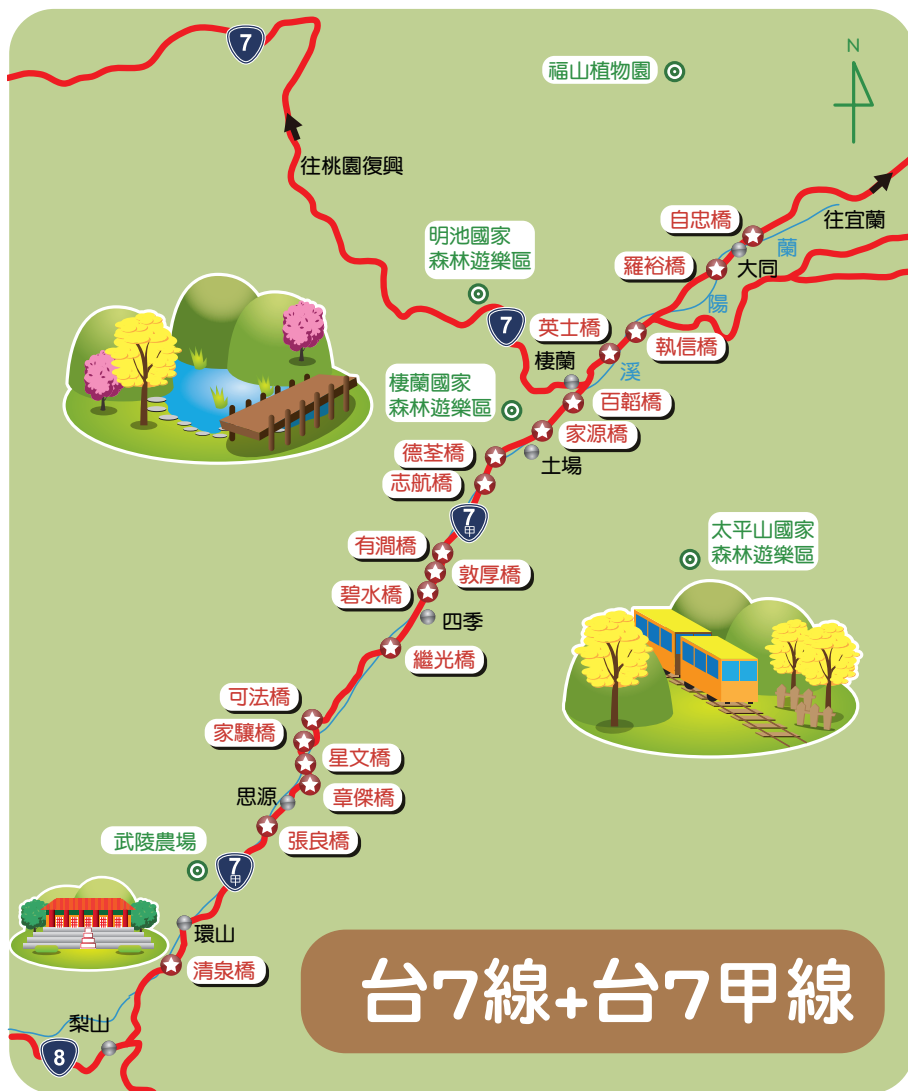 7
福山植物園
N
往桃園復興
自忠橋
往宜蘭
明池國家
森林遊樂區
蘭
羅裕橋
大同
陽
7
英士橋
執信橋
棲蘭
溪
棲蘭國家
森林遊樂區
百韜橋
家源橋
德荃橋
土場
志航橋
7
甲
太平山國家
森林遊樂區
有澗橋
敦厚橋
碧水橋
四季
繼光橋
可法橋
家驤橋
星文橋
思源
章傑橋
武陵農場
張良橋
7
甲
環山
清泉橋
台7線+台7甲線
梨山
8